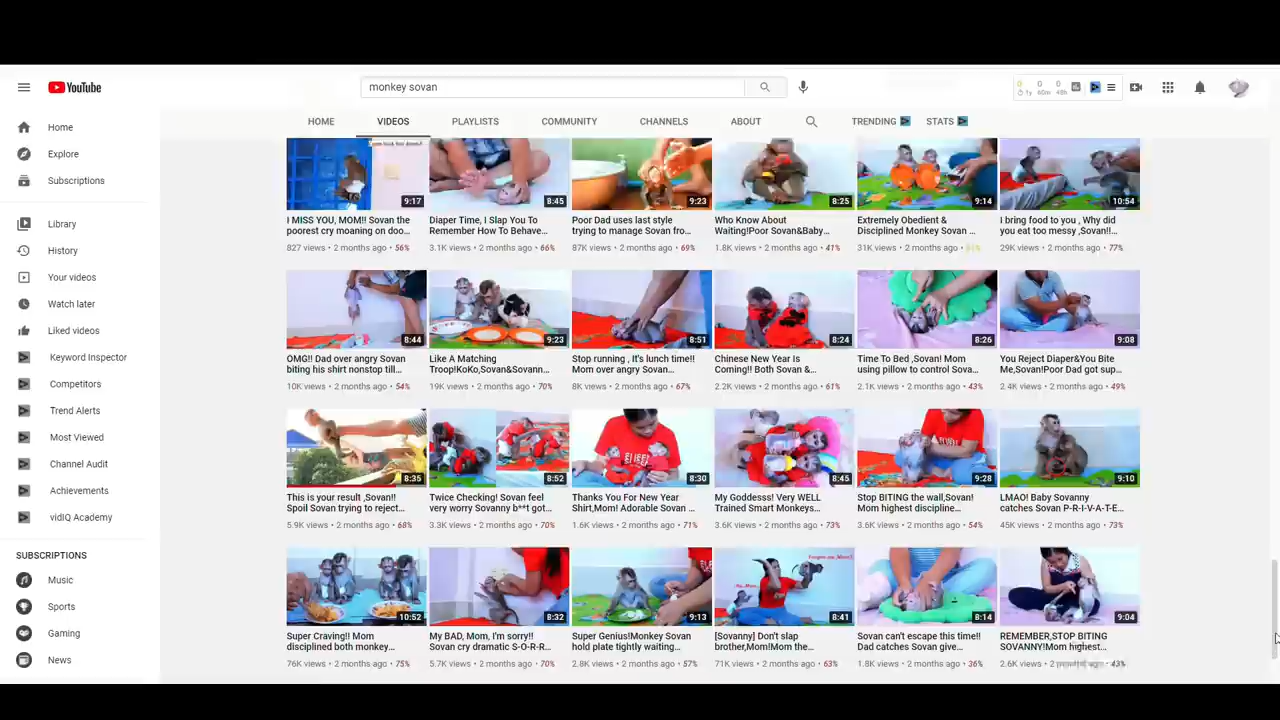 YouTube
monkey sovan
0 0 0
1y 60m 48h
HOME VIDEOS PLAYLISTS COMMUNITY CHANNELS ABOUT TRENDING STATS
Home
Explore
Subscriptions
Library
History
Your videos
Watch later
Liked videos
Keyword Inspector
Competitors
Trend Alerts
Most Viewed
Channel Audit
Achievements
vidIQ Academy
SUBSCRIPTIONS
Music
Sports
Gaming
News
9:17 8:45 9:23 8:25 9:14 10:54
I MISS YOU, MOM!! Sovan the Diaper Time, I Slap You To Poor Dad uses last style Who Know About Extremely Obedient & I bring food to you , Why did
poorest cry moaning on doo... Remember How To Behave... trying to manage Sovan fro... Waiting!Poor Sovan&Baby... Disciplined Monkey Sovan ... you eat too messy ,Sovan!!...
827 views • 2 months ago • 56% 3.1K views • 2 months ago • 66% 87K views • 2 months ago • 69% 1.8K views • 2 months ago • 41% 31K views • 2 months ago • 29K views • 2 months ago • 77%
8:44 9:23 8:51 8:24 8:26 9:08
OMG!! Dad over angry Sovan Like A Matching Stop running , It's lunch time!! Chinese New Year Is Time To Bed ,Sovan! Mom You Reject Diaper&You Bite
biting his shirt nonstop till... Troop!KoKo,Sovan&Sovann... Mom over angry Sovan... Coming!! Both Sovan &... using pillow to control Sova... Me,Sovan!Poor Dad got sup...
10K views • 2 months ago • 54% 19K views • 2 months ago • 70% 8K views • 2 months ago • 67% 2.2K views • 2 months ago • 61% 2.1K views • 2 months ago • 43% 2.4K views • 2 months ago • 49%
8:35 8:52 8:30 8:45 9:28 9:10
This is your result ,Sovan!! Twice Checking! Sovan feel Thanks You For New Year My Goddesss! Very WELL Stop BITING the wall,Sovan! LMAO! Baby Sovanny
Spoil Sovan trying to reject... very worry Sovanny b**t got... Shirt,Mom! Adorable Sovan ... Trained Smart Monkeys... Mom highest discipline... catches Sovan P-R-I-V-A-T-E...
5.9K views • 2 months ago • 68% 3.3K views • 2 months ago • 70% 1.6K views • 2 months ago • 71% 3.6K views • 2 months ago • 73% 3.6K views • 2 months ago • 54% 45K views • 2 months ago • 73%
10:52 8:32 9:13 8:41 8:14 9:04
Super Craving!! Mom My BAD, Mom, I'm sorry!! Super Genius!Monkey Sovan [Sovanny] Don't slap Sovan can't escape this time!! REMEMBER,STOP BITING
disciplined both monkey... Sovan cry dramatic S-O-R-R... hold plate tightly waiting... brother,Mom!Mom the... Dad catches Sovan give... SOVANNY!Mom highest...
76K views • 2 months ago • 75% 5.7K views • 2 months ago • 70% 2.8K views • 2 months ago • 57% 71K views • 2 months ago • 63% 1.8K views • 2 months ago • 36% 2.6K views • 2 months ago • 43%